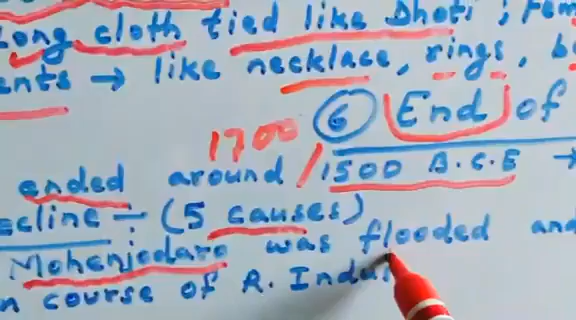 Long cloth tied like Dhoti ; Fem
ents → like necklace, rings, b
⑥ End of
1700
ended around / 1500 B.C.E →
ecline :- (5 causes)
Mohenjodaro was flooded and
n course of R. Indu